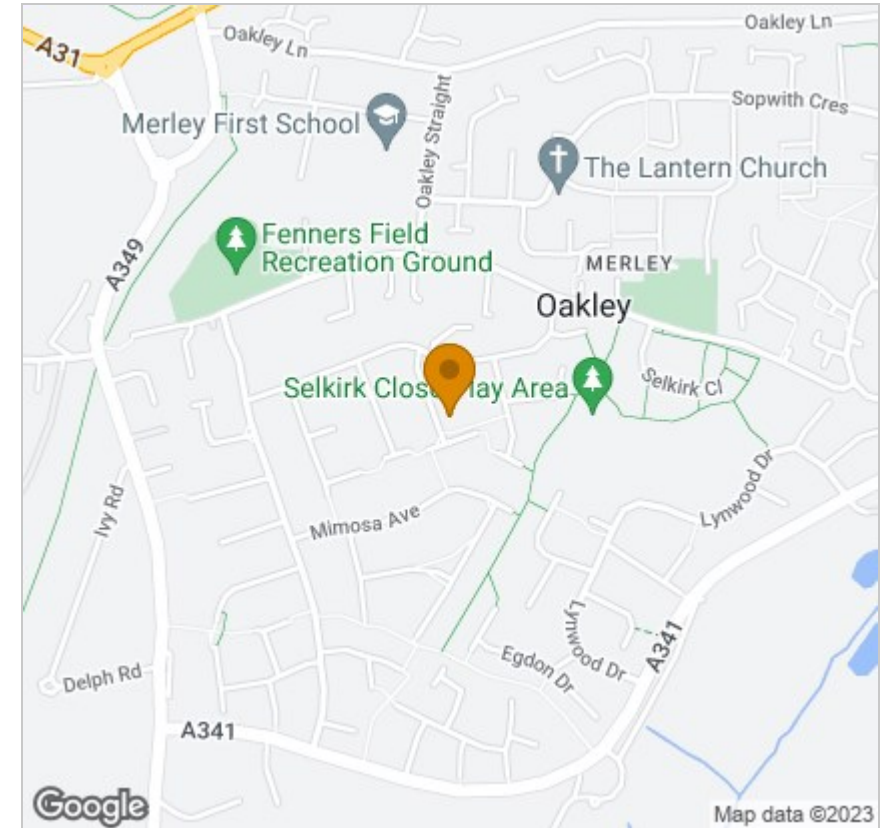 A31
Oakley Ln
Oakley Ln
Sopwith Cres
Merley First School
Oakley Straight
The Lantern Church
A349
Fenners Field
Recreation Ground
MERLEY
Oakley
Selkirk Clos lay Area
Selkirk Cl
Ivy Rd
Mimosa Ave
Lynwood Dr
Lynwood Dr
A341
Egdon Dr
Delph Rd
A341
Google
Map data ©2023